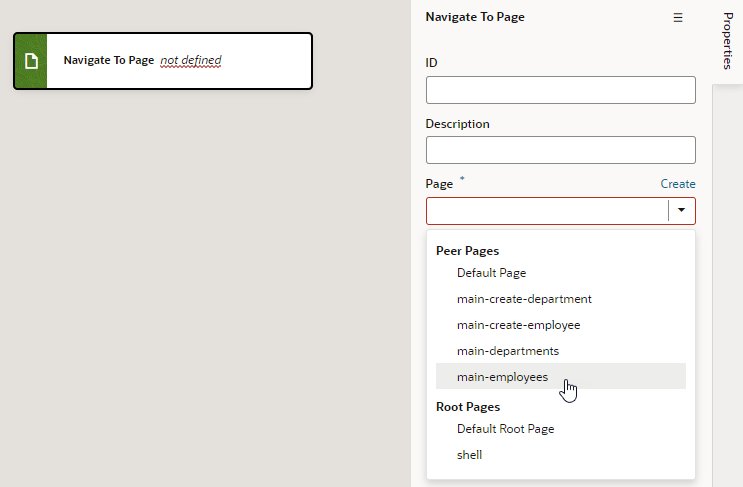 Navigate To Page not defined
Navigate To Page
Properties
ID
Description
Page * Create
Peer Pages
Default Page
main-create-department
main-create-employee
main-departments
main-employees
Root Pages
Default Root Page
shell